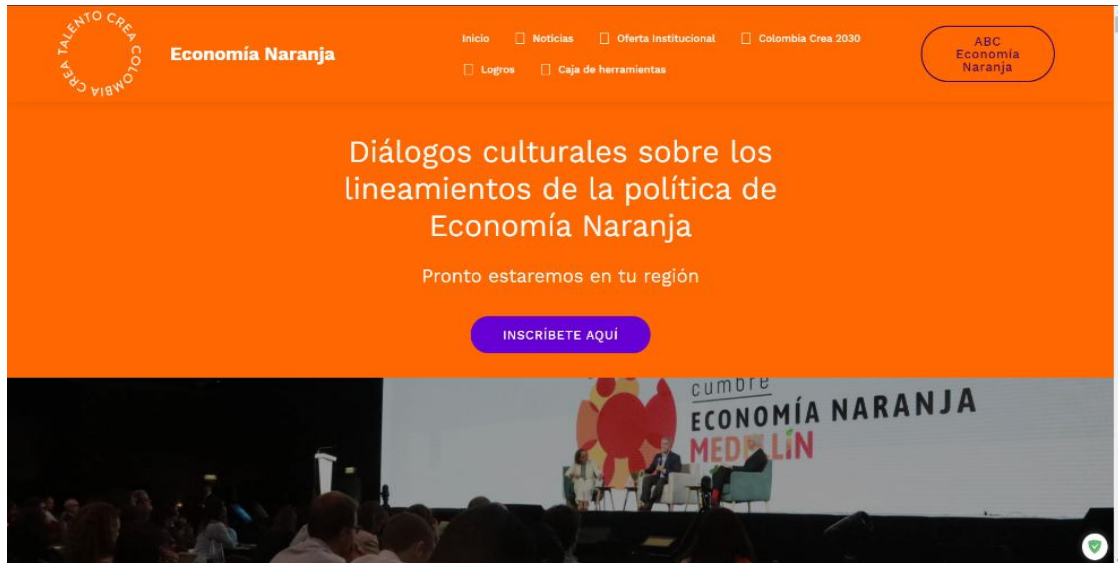 CREA TALENTO CREA COLOMBIA
Economía Naranja
Inicio Noticias Oferta Institucional Colombia Crea 2030
Logros Caja de herramientas
ABC
Economía
Naranja
Diálogos culturales sobre los
lineamientos de la política de
Economía Naranja
Pronto estaremos en tu región
INSCRÍBETE AQUÍ
cumbre
ECONOMÍA NARANJA
MEDELLÍN